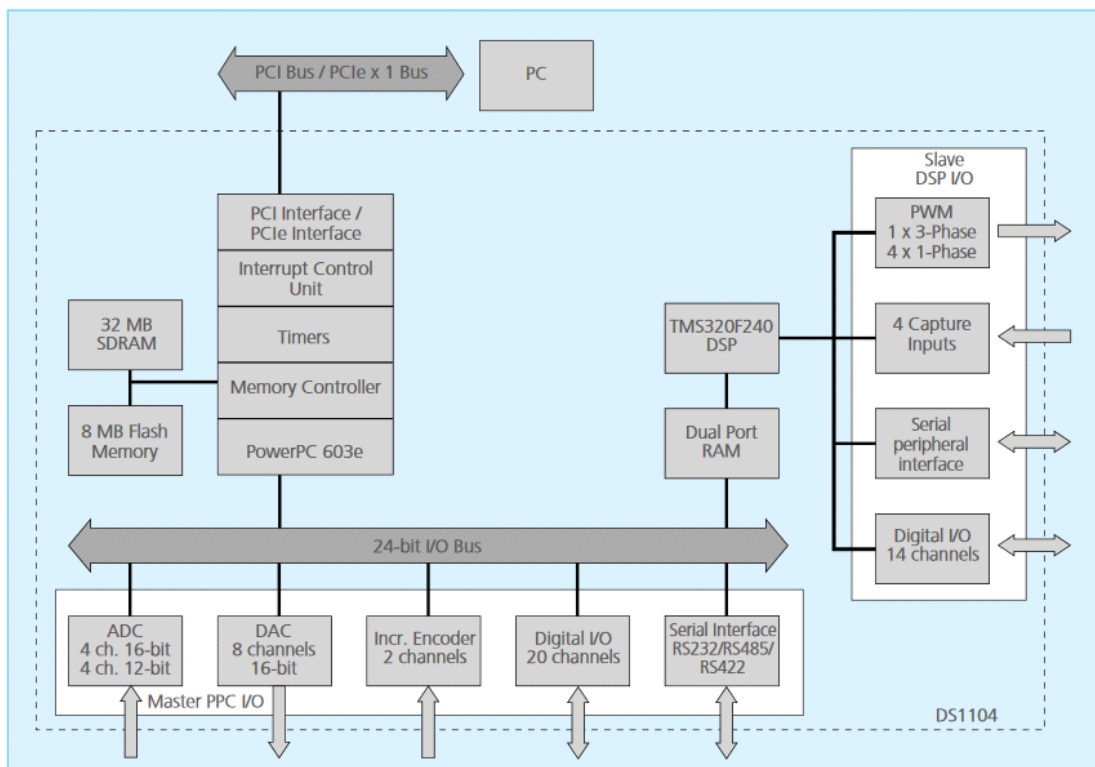 PCI Bus / PCIe x 1 Bus
PC
PCI Interface /
PCIe Interface
Interrupt Control
Unit
Timers
Memory Controller
PowerPC 603e
32 MB
SDRAM
8 MB Flash
Memory
TMS320F240
DSP
Dual Port
RAM
Slave
DSP I/O
PWM
1 x 3-Phase
4 x 1-Phase
4 Capture
Inputs
Serial
peripheral
interface
Digital I/O
14 channels
24-bit I/O Bus
ADC
4 ch. 16-bit
4 ch. 12-bit
DAC
8 channels
16-bit
Incr. Encoder
2 channels
Digital I/O
20 channels
Serial Interface
RS232/RS485/
RS422
Master PPC I/O
DS1104